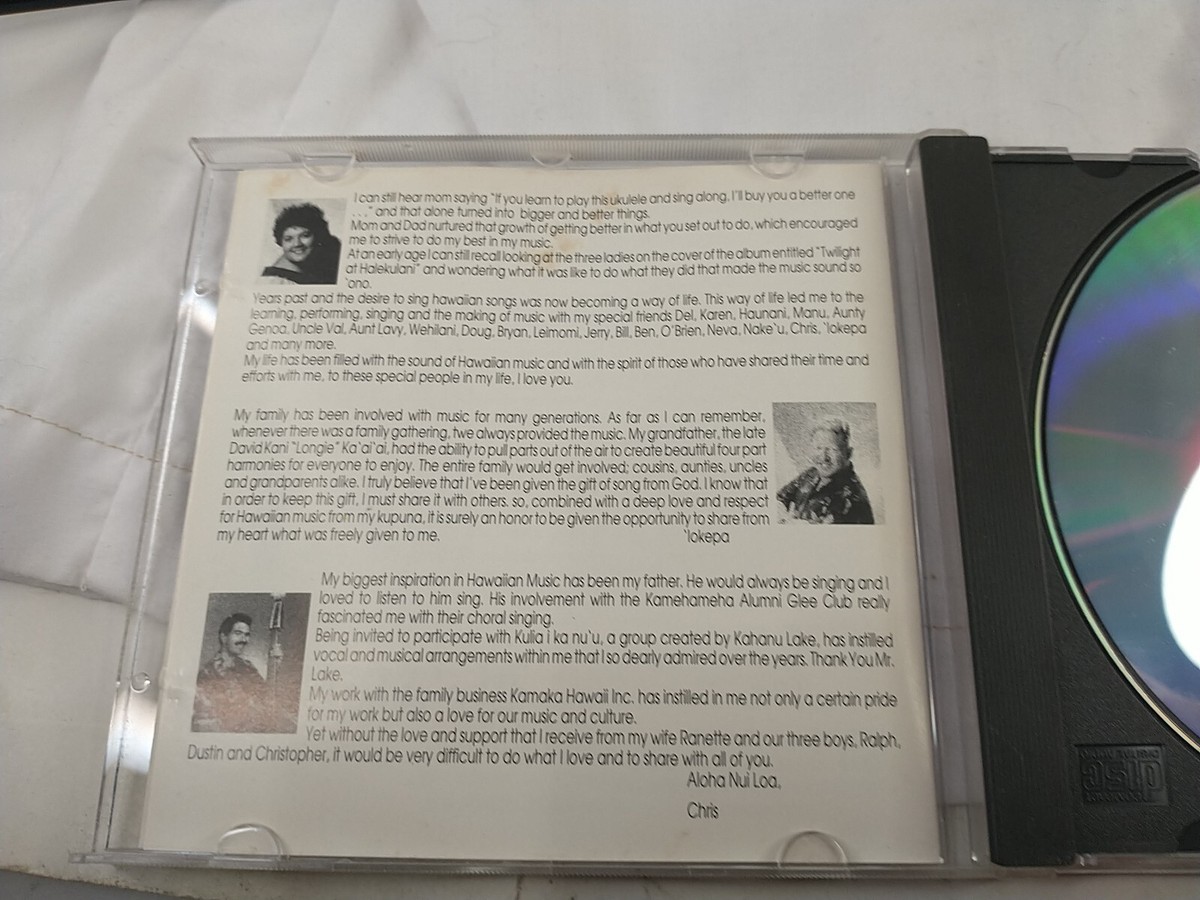 I can still hear mom saying "If you learn to play this ukulele and sing along, I'll buy you a better one
. . ." and that alone turned into bigger and better things.
Mom and Dad nurtured that growth of getting better in what you set out to do, which encouraged
me to strive to do my best in my music.
At an early age I can still recall looking at the three ladies on the cover of the album entitled "Twilight
at Halekulani" and wondering what it was like to do what they did that made the music sound so
'ono.
Years past and the desire to sing hawaiian songs was now becoming a way of life. This way of life led me to the
learning, performing, singing and the making of music with my special friends Del, Karen, Haunani, Manu, Aunty
Genoa, Uncle Val, Aunt Lavy, Wehilani, Doug, Bryan, Leimomi, Jerry, Bill, Ben, O'Brien, Neva, Nake'u, Chris, 'Iokepa
and many more.
My life has been filled with the sound of Hawaiian music and with the spirit of those who have shared their time and
efforts with me, to these special people in my life, I love you.
My family has been involved with music for many generations. As far as I can remember,
whenever there was a family gathering, fwe always provided the music. My grandfather, the late
David Kani "Longie" Ka'al'ai, had the ability to pull parts out of the air to create beautiful four part
harmonies for everyone to enjoy. The entire family would get involved; cousins, aunties, uncles
and grandparents alike. I truly believe that I've been given the gift of song from God. I know that
in order to keep this gift, I must share it with others. so, combined with a deep love and respect
for Hawaiian music from my kupuna, it is surely an honor to be given the opportunity to share from
my heart what was freely given to me. 'Iokepa
My biggest inspiration in Hawaiian Music has been my father. He would always be singing and I
loved to listen to him sing. His involvement with the Kamehameha Alumni Glee Club really
fascinated me with their choral singing.
Being invited to participate with Kulia i ka nu'u, a group created by Kahanu Lake, has instilled
vocal and musical arrangements within me that I so dearly admired over the years. Thank You Mr.
Lake.
My work with the family business Kamaka Hawaii Inc. has instilled in me not only a certain pride
for my work but also a love for our music and culture.
Yet without the love and support that I receive from my wife Ranette and our three boys, Ralph,
Dustin and Christopher, it would be very difficult to do what I love and to share with all of you.
Aloha Nui Loa,
Chris
disc